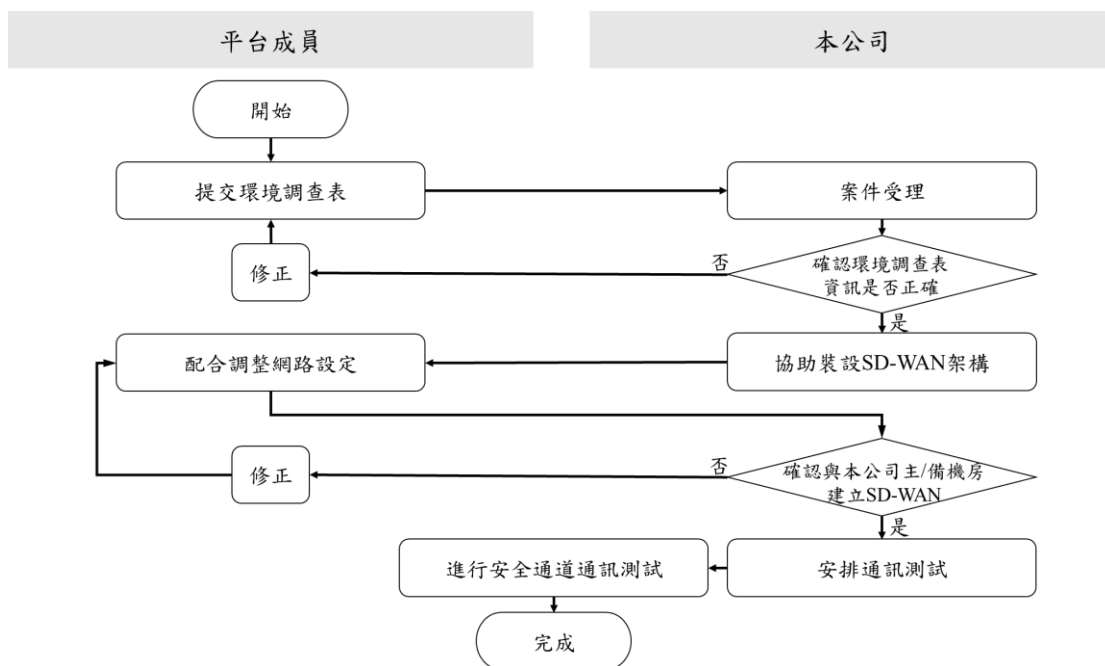 平台成員
本公司
開始
提交環境調查表
案件受理
修正
否
確認環境調查表
資訊是否正確
是
配合調整網路設定
協助裝設SD-WAN架構
修正
否
確認與本公司主/備機房
建立SD-WAN
是
進行安全通道通訊測試
安排通訊測試
完成